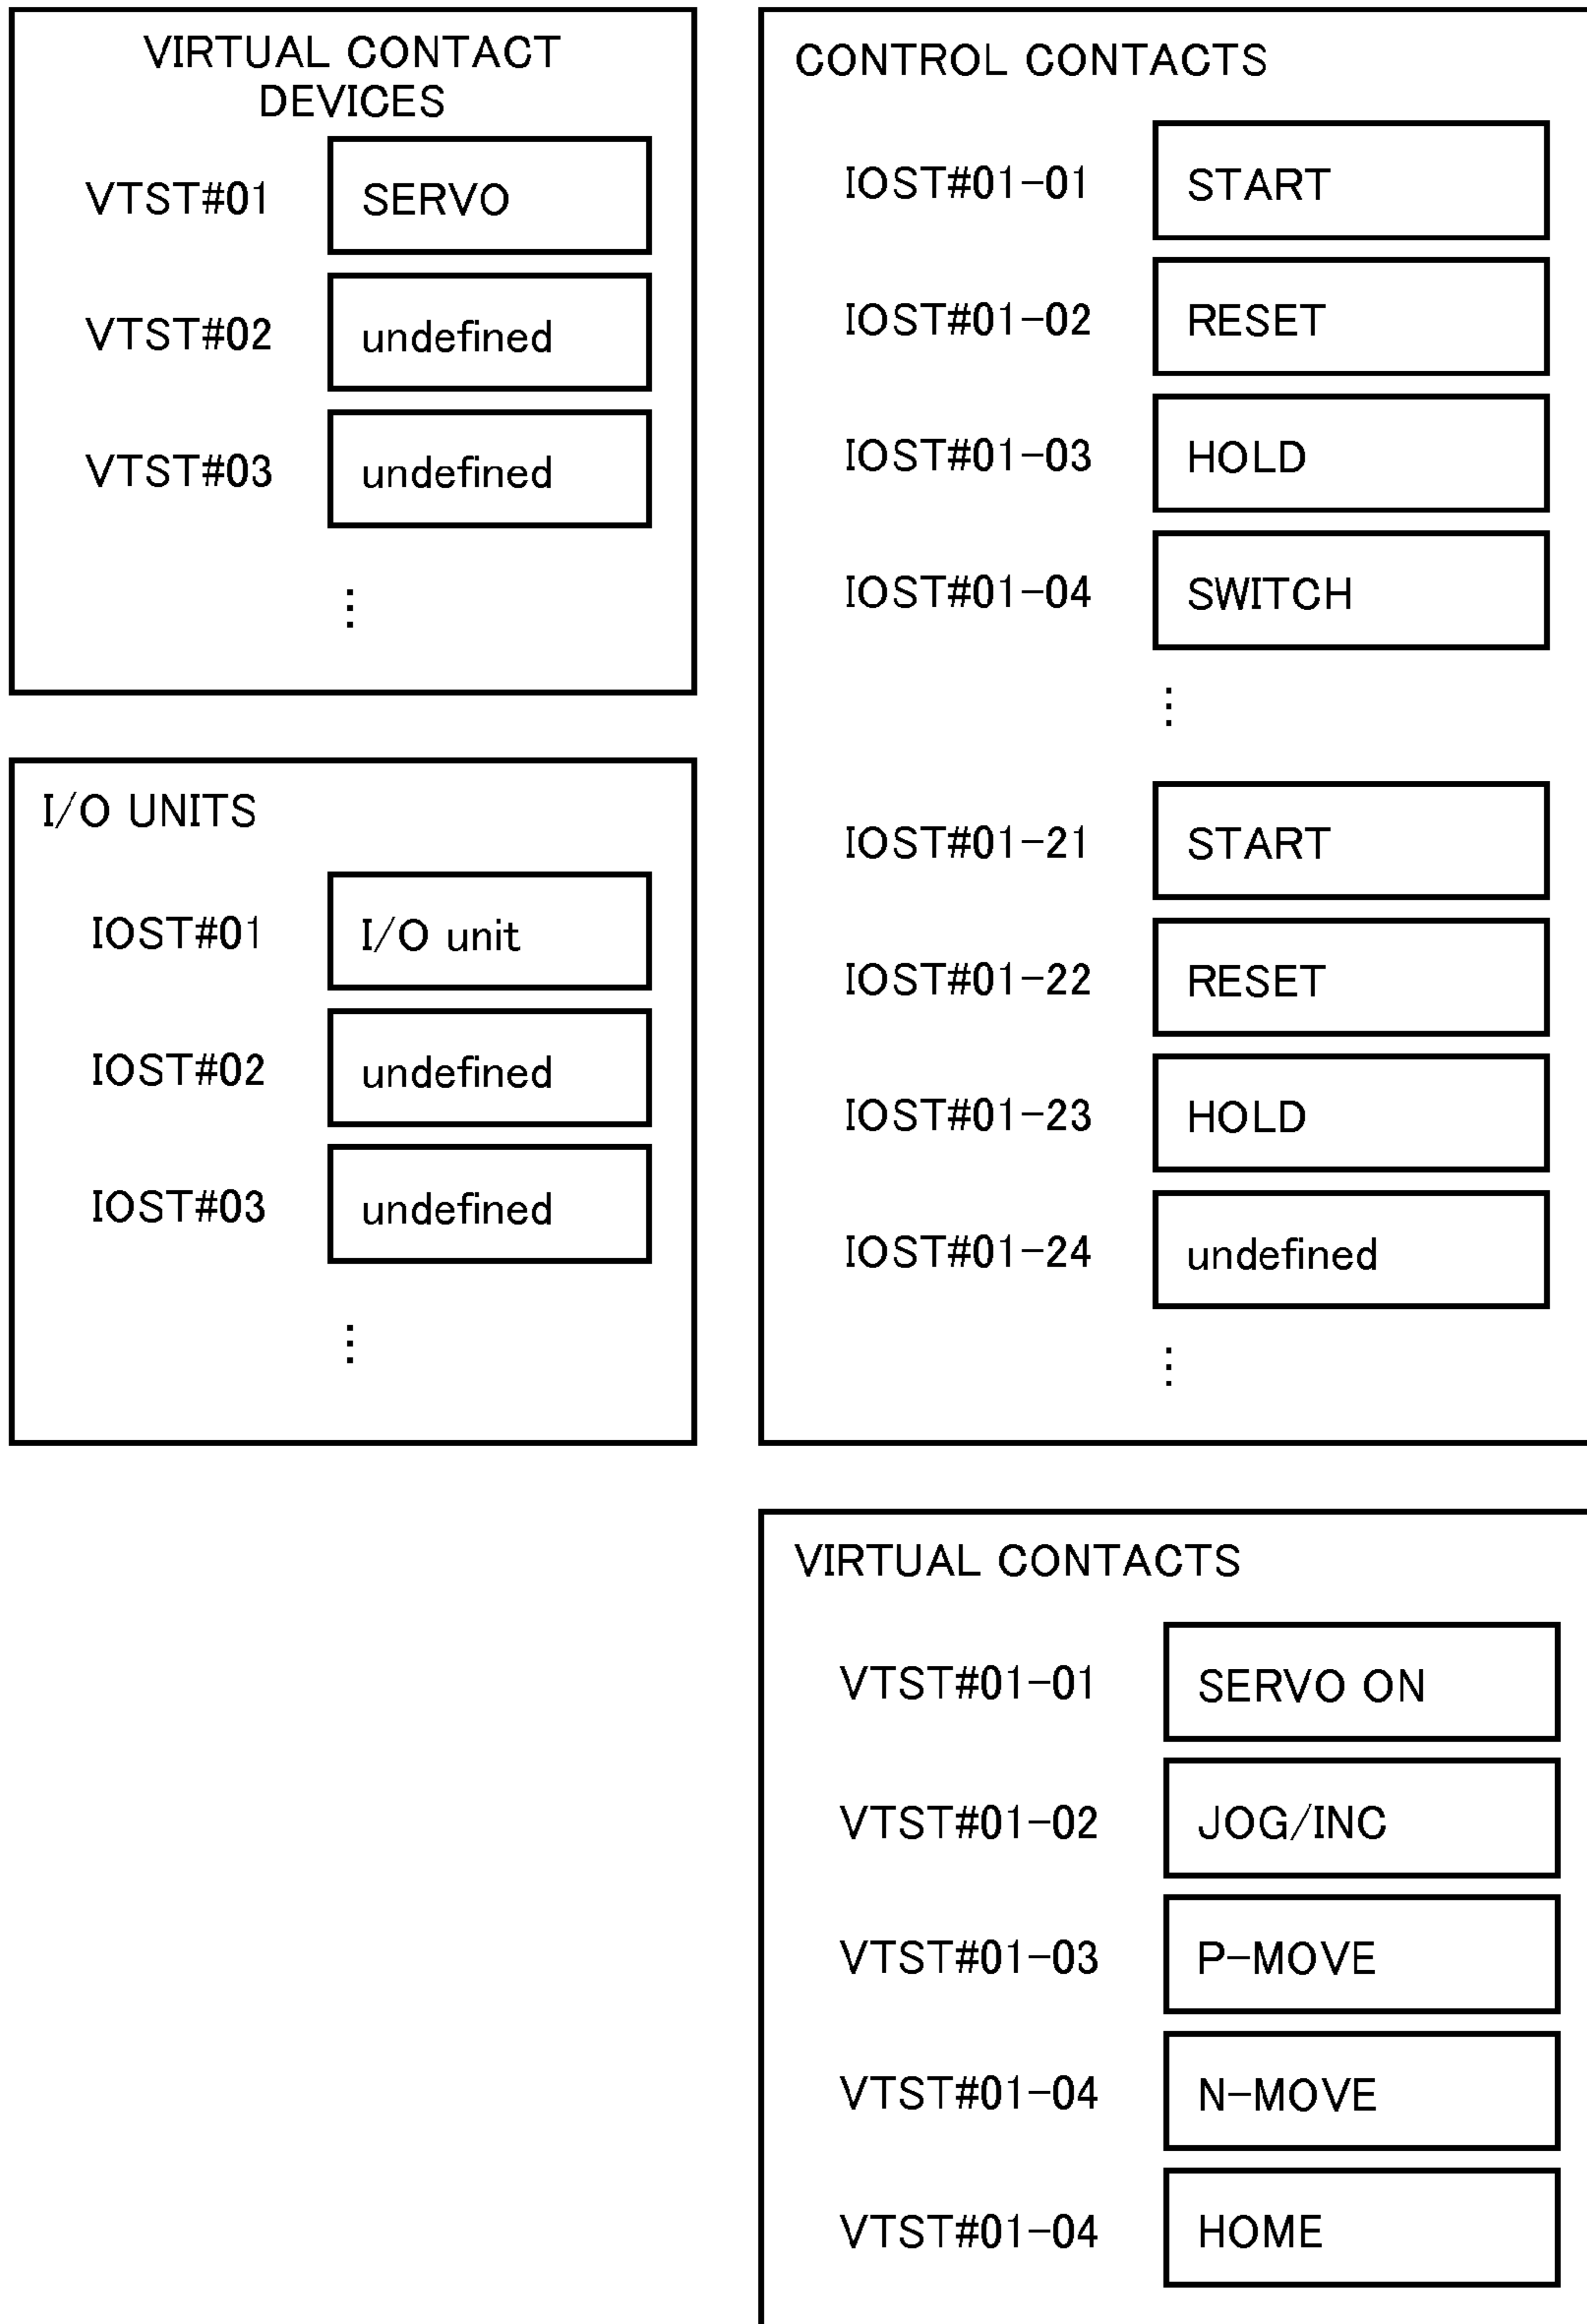 VIRTUAL CONTACT
DEVICES
VTST#01 SERVO
VTST#02 undefined
VTST#03 undefined
⋮
I/O UNITS
IOST#01 I/O unit
IOST#02 undefined
IOST#03 undefined
⋮
CONTROL CONTACTS
IOST#01-01 START
IOST#01-02 RESET
IOST#01-03 HOLD
IOST#01-04 SWITCH
⋮
IOST#01-21 START
IOST#01-22 RESET
IOST#01-23 HOLD
IOST#01-24 undefined
⋮
VIRTUAL CONTACTS
VTST#01-01 SERVO ON
VTST#01-02 JOG/INC
VTST#01-03 P-MOVE
VTST#01-04 N-MOVE
VTST#01-04 HOME